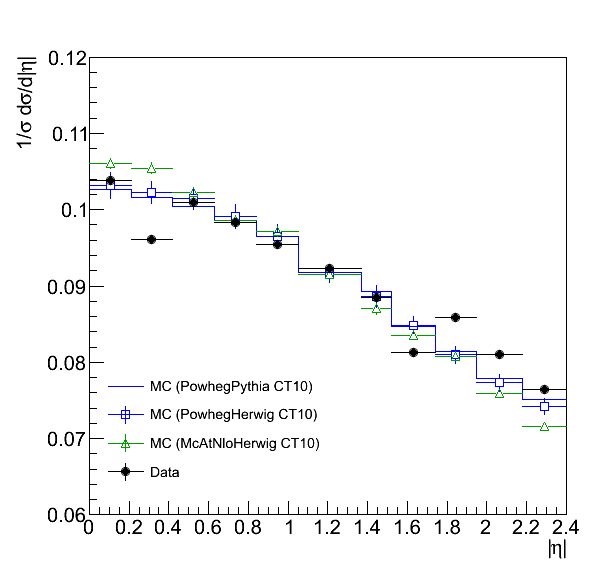 1/σ dσ/d|η|
0.12
0.11
0.1
0.09
0.08
0.07
0.06
MC (PowhegPythia CT10)
MC (PowhegHerwig CT10)
MC (McAtNloHerwig CT10)
Data
0 0.2 0.4 0.6 0.8 1 1.2 1.4 1.6 1.8 2 2.2 2.4
|η|